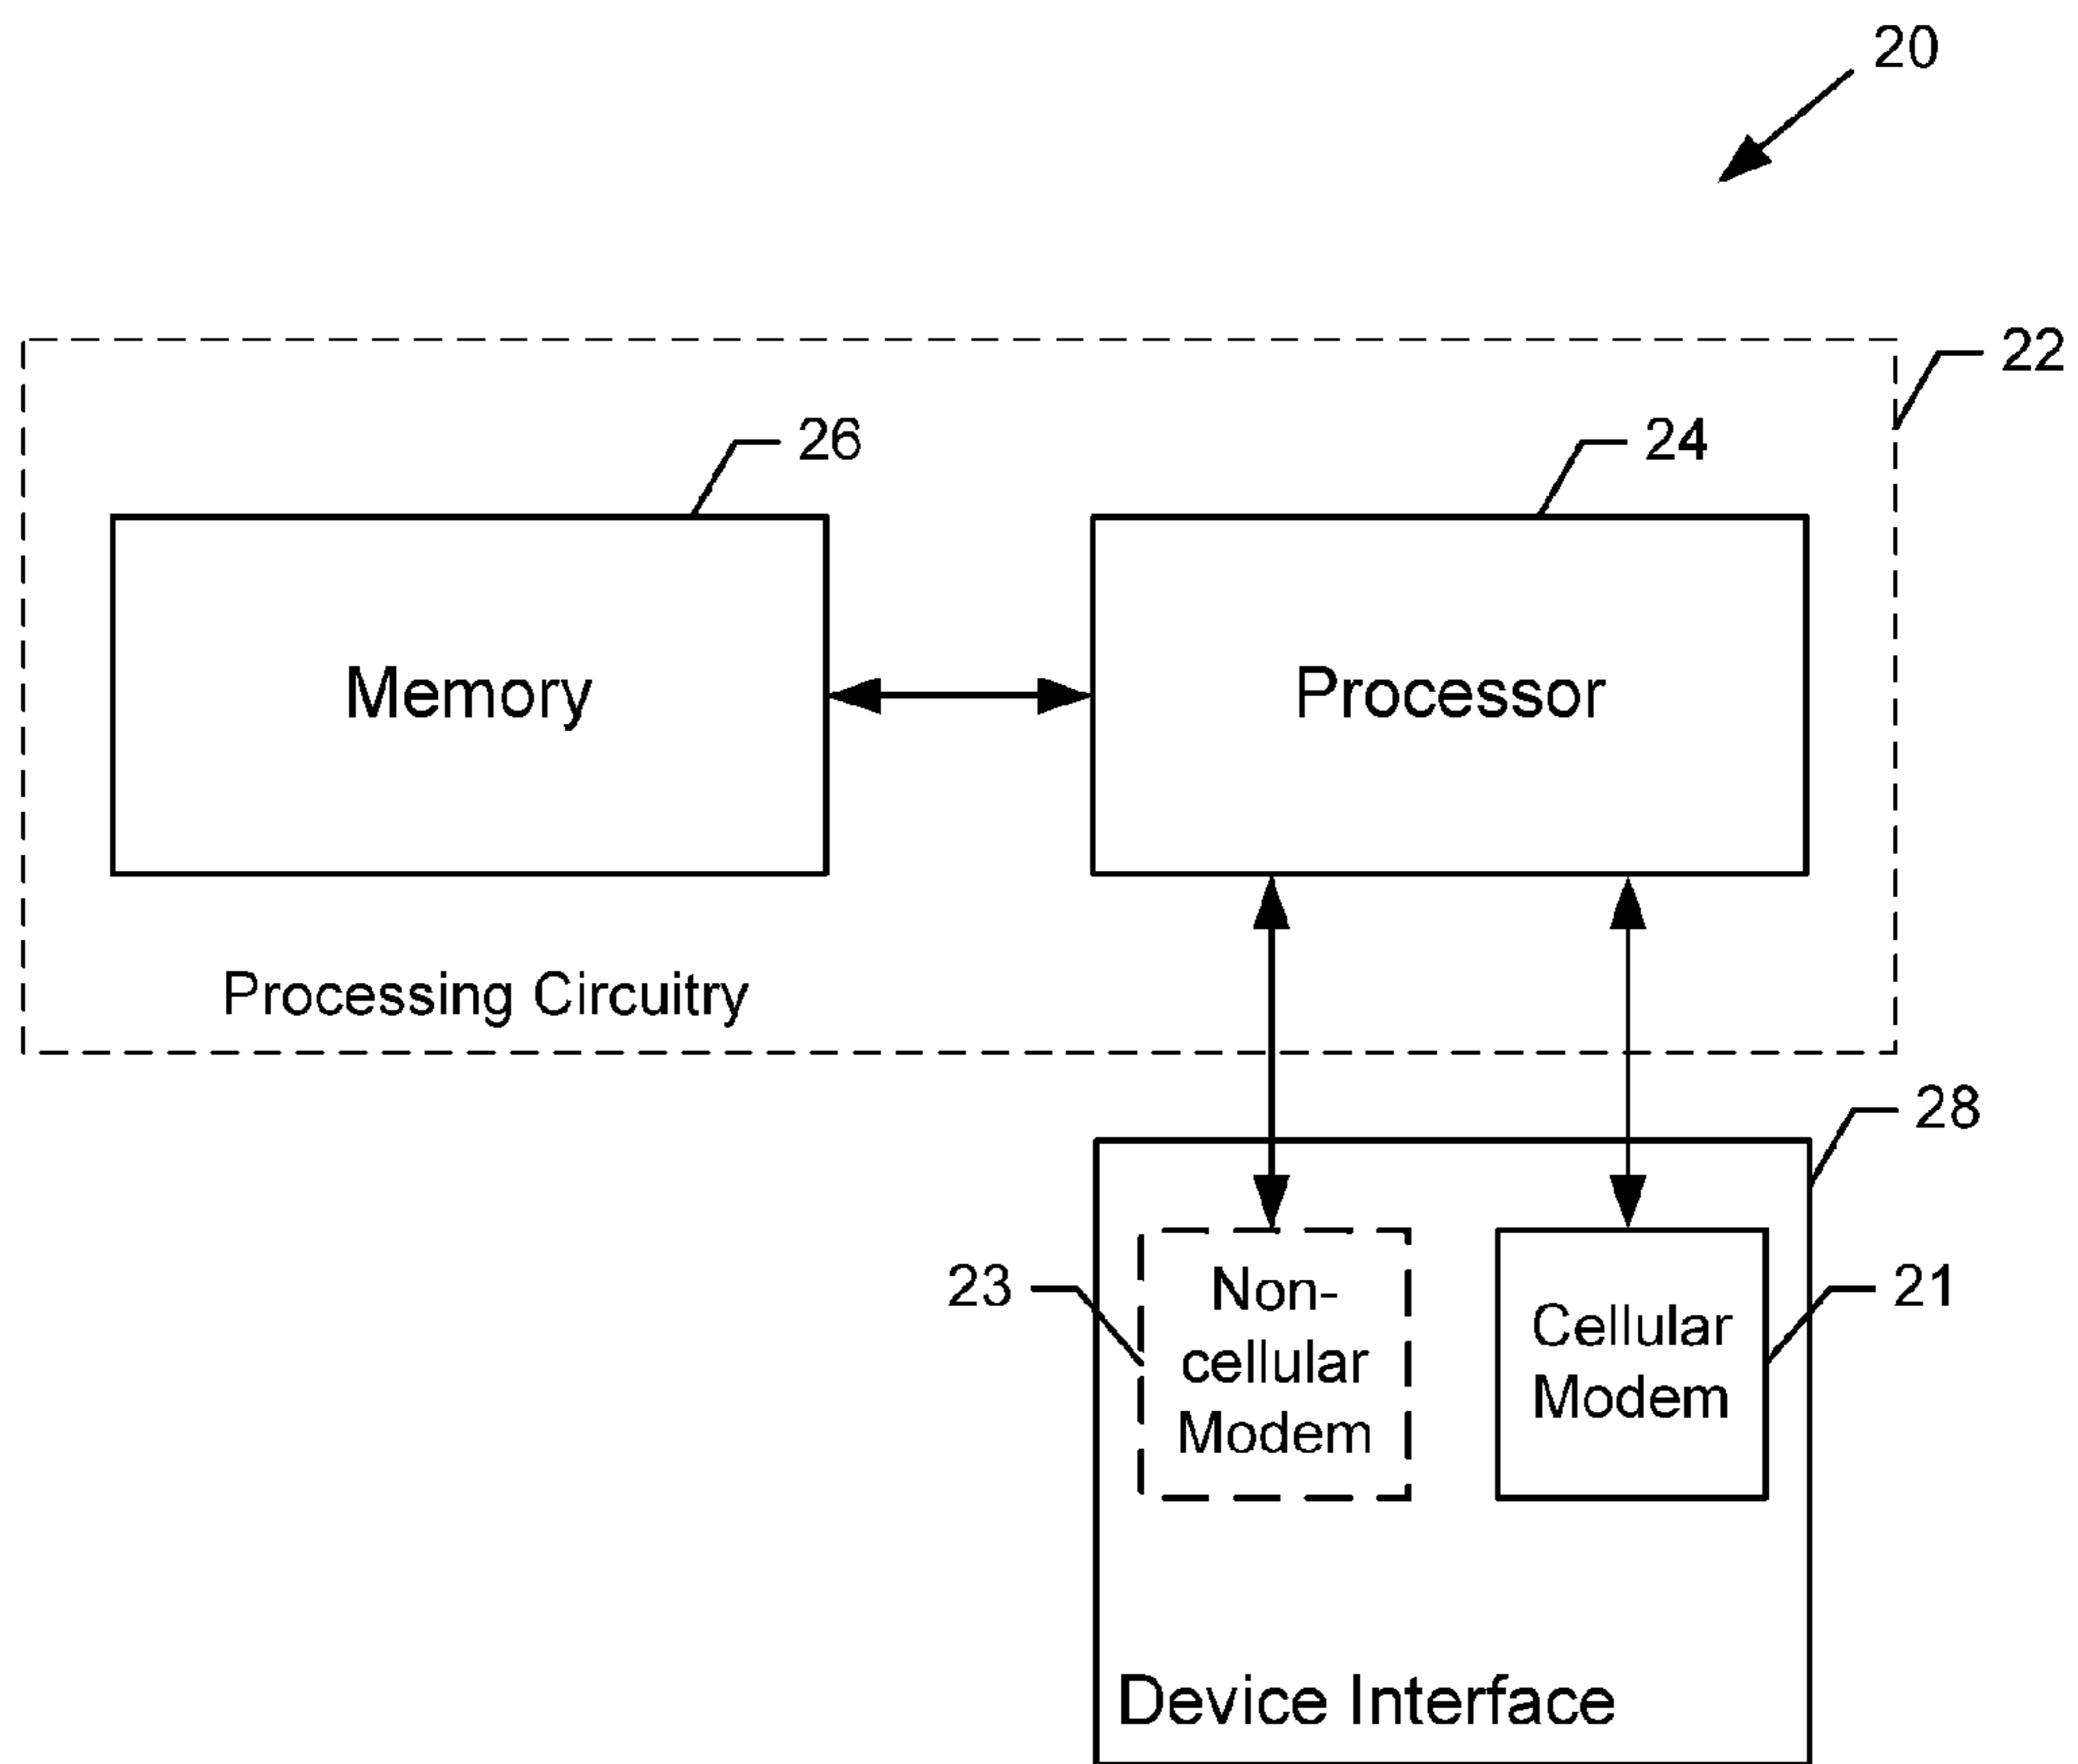 20
22
26
24
Memory
Processor
Processing Circuitry
28
23
Non-
cellular
Modem
Cellular
Modem
21
Device Interface